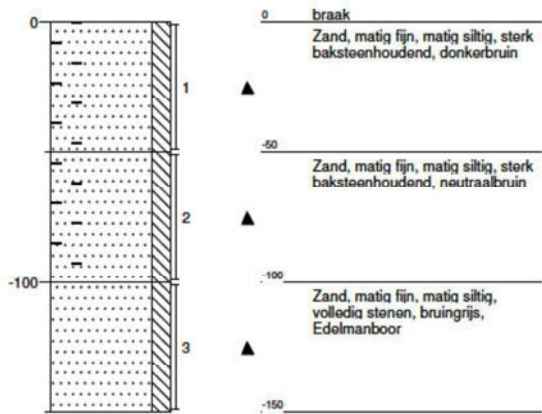 0
-100
1
2
3
0 braak
Zand, matig fijn, matig siltig, sterk
baksteenhoudend, donkerbruin
-50
Zand, matig fijn, matig siltig, sterk
baksteenhoudend, neutraalbruin
-100
Zand, matig fijn, matig siltig,
volledig stenen, bruingrijs,
Edelmanboor
-150